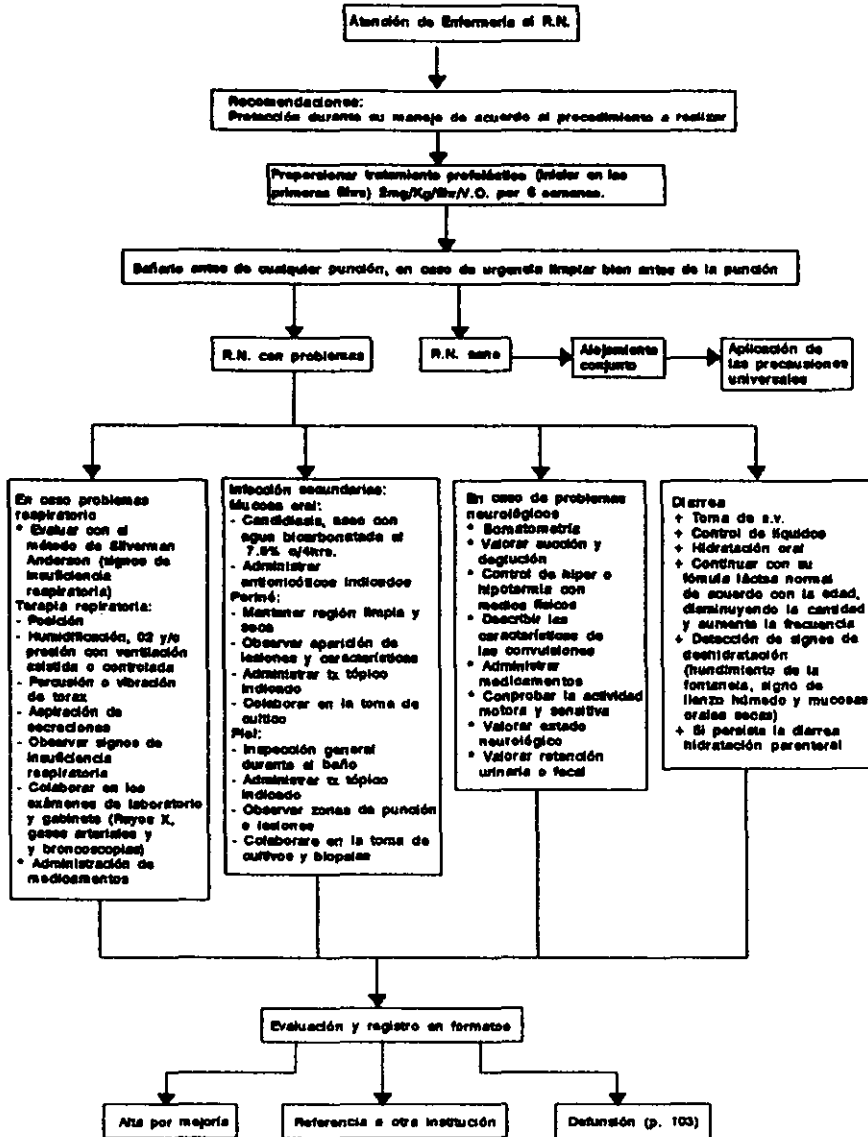 Atención de Enfermería al R.N.
Recomendaciones:
Protección durante su manejo de acuerdo al procedimiento a realizar
Proporsionar tratamiento profiláctico (iniciar en las
primeras 6hrs) 2mg/Kg/6hr/V.O. por 6 semanas.
Bañarlo antes de cualquier punción, en caso de urgencia limpiar bien antes de la punción
R.N. con problemas
R.N. sano
Alojamiento
conjunto
Aplicación de
las precausiones
universales
En caso problemas
respiratorio
* Evaluar con el
método de Silverman
Anderson (signos de
insuficiencia
respiratoria)
Terapia respiratoria:
- Posición
- Humidificación, O2 y/o
presión con ventilación
asistida o controlada
- Percusión o vibración
de torax
- Aspiración de
secreciones
- Observar signos de
insuficiencia
respiratoria
- Colaborar en los
exámenes de laboratorio
y gabinete (Rayos X,
gases arteriales y
y broncoscopias)
* Administración de
medicamentos
Infección secundarias:
Mucosa oral:
- Candidiasis, aseo con
agua bicarbonatada al
7.5% c/4hrs.
- Administrar
antimicóticos indicados
Periné:
- Mantener región limpia y
seca
- Observar aparición de
lesiones y características
- Administrar tx tópico
indicado
- Colaborar en la toma de
cultivo
Piel:
- Inspección general
durante el baño
- Administrar tx tópico
indicado
- Observar zonas de punción
o lesiones
- Colaborare en la toma de
cultivos y biopsias
En caso de problemas
neurológicos
* Somatometría
* Valorar succión y
deglución
* Control de hiper o
hipotermia con
medios físicos
* Describir las
características de
las convulsiones
* Administrar
medicamentos
* Conprobar la actividad
motora y sensitiva
* Valorar estado
neurológico
* Valorar retención
urinaria o fecal
Diarrea
+ Toma de s.v.
+ Control de líquidos
+ Hidratación oral
+ Continuar con su
fómula láctea normal
de acuerdo con la edad,
disminuyendo la cantidad
y aumenta la frecuencia
+ Detección de signos de
deshidratación
(hundimiento de la
fontanela, signo de
lienzo húmedo y mucosas
orales secas)
+ Si persiste la diarrea
hidratación parenteral
Evaluación y registro en formatos
Alta por mejoría
Referencia a otra institución
Defunsión (p. 103)